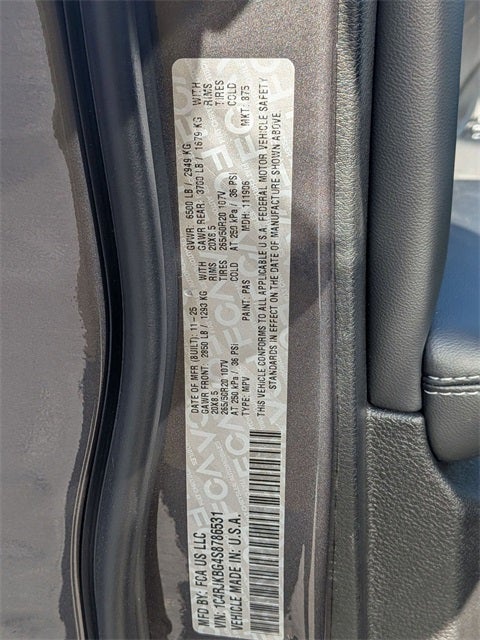 MFD BY: FCA US LLC
DATE OF MFR (BUILT): 11-25
GVWR: 6500 LB / 2949 KG
GAWR FRONT: 2850 LB / 1293 KG WITH
20X8.5 RIMS
265/50R20 107V TIRES
AT 250 kPa / 36 PSI COLD
GAWR REAR: 3700 LB / 1679 KG WITH
20X8.5 RIMS
265/50R20 107V TIRES
AT 250 kPa / 36 PSI COLD
TYPE: MPV PAINT: PAS MDH: 111906 MKT: 875
THIS VEHICLE CONFORMS TO ALL APPLICABLE U.S.A. FEDERAL MOTOR VEHICLE SAFETY
STANDARDS IN EFFECT ON THE DATE OF MANUFACTURE SHOWN ABOVE.
VIN: 1C4RJKBG4S8786531
VEHICLE MADE IN: U.S.A.